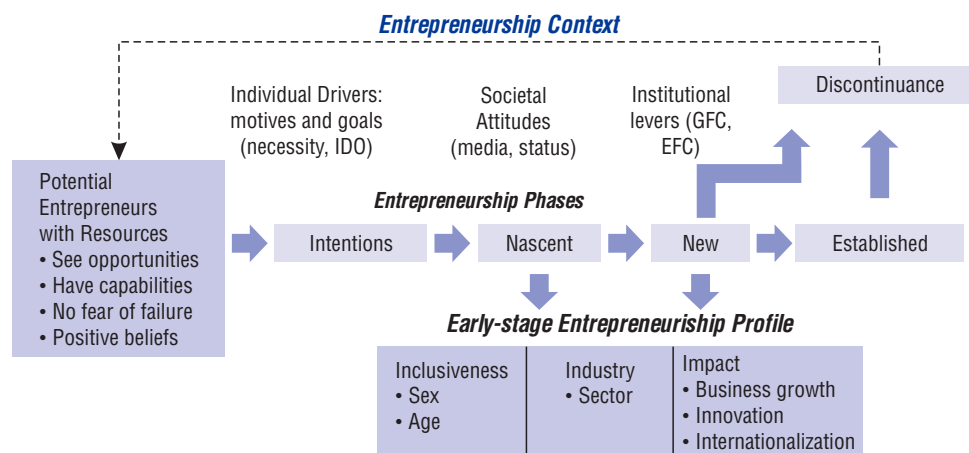 Entrepreneurship Context
Discontinuance
Individual Drivers:
motives and goals
(necessity, IDO)
Societal
Attitudes
(media, status)
Institutional
levers (GFC,
EFC)
Potential
Entrepreneurs
with Resources
• See opportunities
• Have capabilities
• No fear of failure
• Positive beliefs
Entrepreneurship Phases
Intentions
Nascent
New
Established
Early-stage Entrepreneuriship Profile
Inclusiveness
• Sex
• Age
Industry
• Sector
Impact
• Business growth
• Innovation
• Internationalization